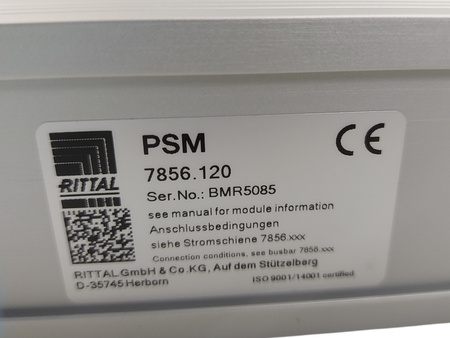 PSM
CE
RITTAL
7856.120
Ser.No.: BMR5085
see manual for module information
Anschlussbedingungen
siehe Stromschiene 7856.xxx
Connection conditions, see busbar 7856.xxx
RITTAL GmbH & Co.KG, Auf dem Stützelberg
D-35745 Herborn
ISO 9001/14001 certified